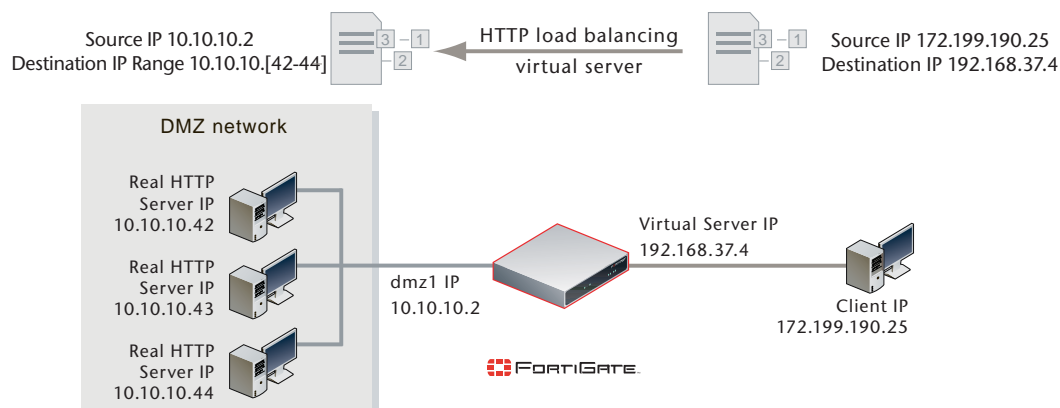 Source IP 10.10.10.2
Destination IP Range 10.10.10.[42-44]
3 1
2
HTTP load balancing
virtual server
3 1
2
Source IP 172.199.190.25
Destination IP 192.168.37.4
DMZ network
Real HTTP
Server IP
10.10.10.42
Real HTTP
Server IP
10.10.10.43
Real HTTP
Server IP
10.10.10.44
dmz1 IP
10.10.10.2
Virtual Server IP
192.168.37.4
Client IP
172.199.190.25
FORTIGATE